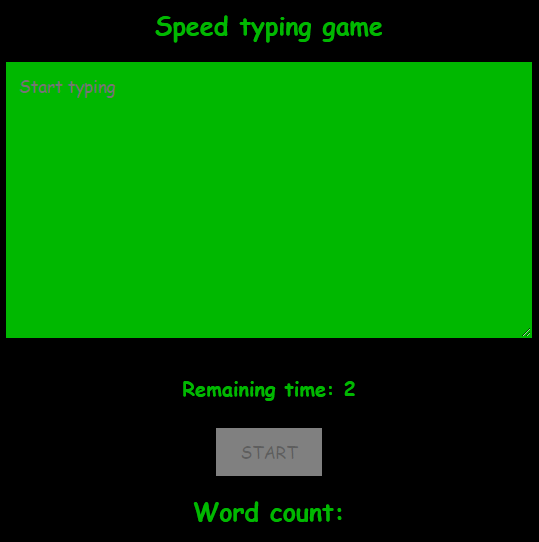 Speed typing game
Start typing
Remaining time: 2
START
Word count: